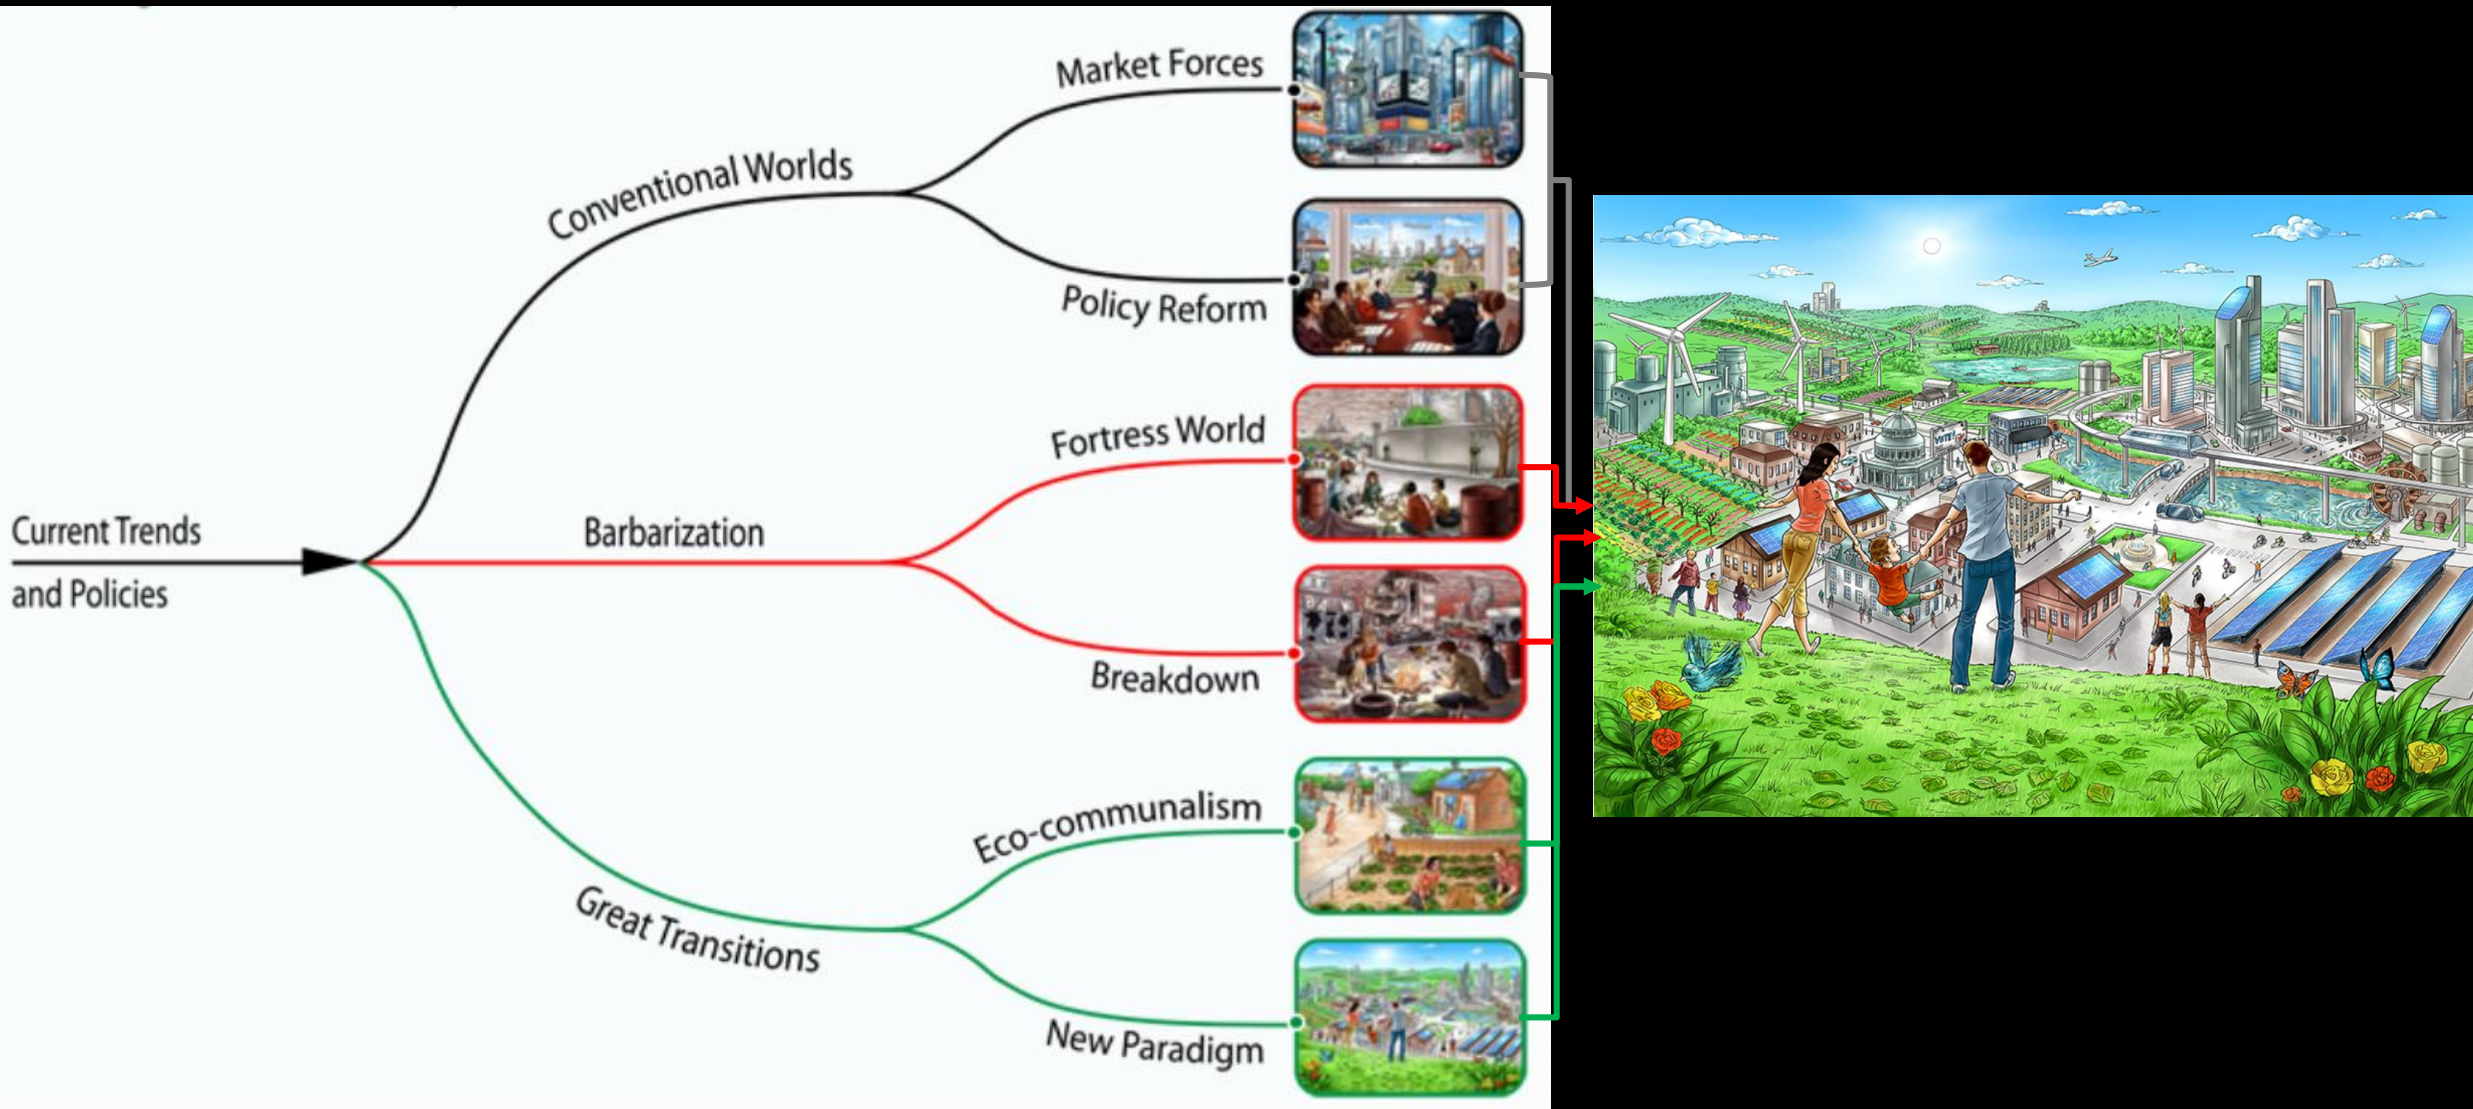 Market Forces
Conventional Worlds
Policy Reform
Fortress World
Current Trends
and Policies
Barbarization
Breakdown
Eco-communalism
Great Transitions
New Paradigm
VOTE!